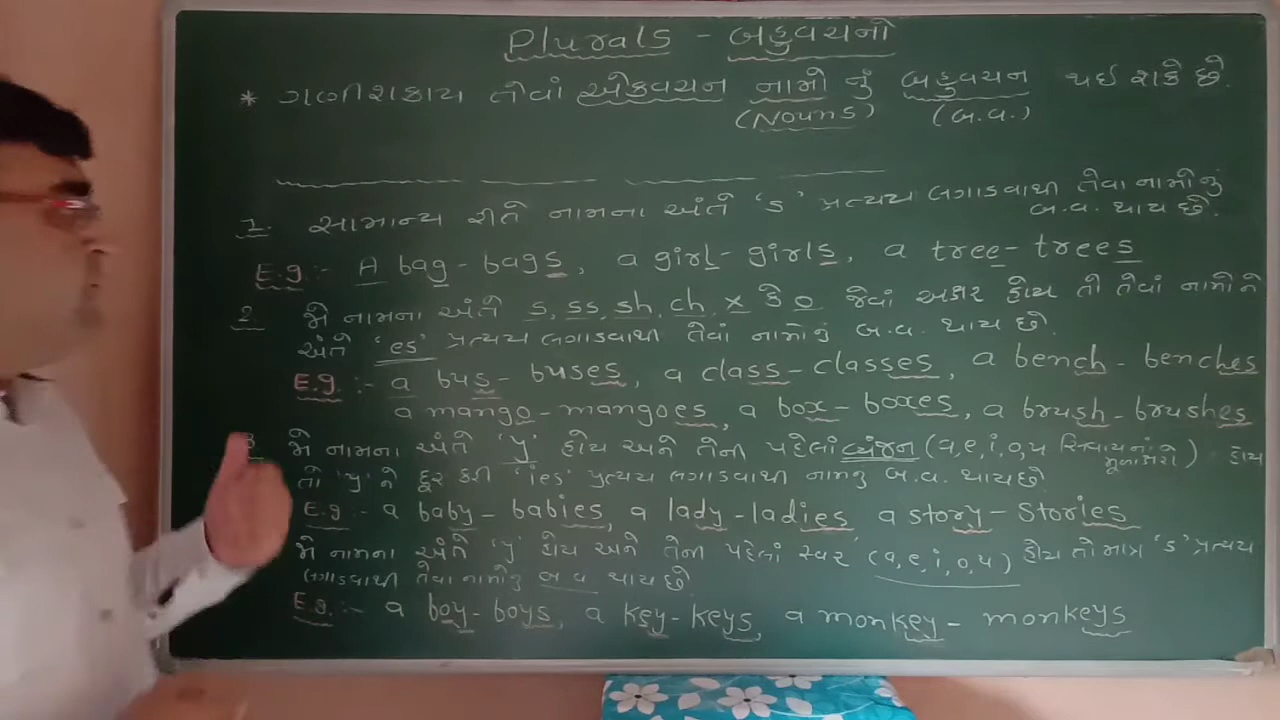 Plurals - બહુવચનો
* ગણી શકાય તેવાં એકવચન નામો નું બહુવચન થઈ શકે છે.
(Nouns) (બ.વ.)
1. સામાન્ય રીતે નામના અંતે 's' પ્રત્યય લગાડવાથી તેવા નામોનું
બ.વ. થાય છે.
E.g :- A bag - bags, a girl - girls, a tree - trees
2. જો નામના અંતે s, ss, sh, ch, x કે o જેવાં અક્ષર હોય તો તેવાં નામોને
અંતે 'es' પ્રત્યય લગાડવાથી તેવાં નામોનું બ.વ. થાય છે.
E.g. :- a bus - buses, a class - classes, a bench - benches
a mango - mangoes, a box - boxes, a brush - brushes
3. જો નામના અંતે 'y' હોય અને તેની પહેલાં વ્યંજન (a, e, i, o, u સિવાયનાં મૂળાક્ષરો) હોય
તો 'y' ને દૂર કરી 'ies' પ્રત્યય લગાડવાથી નામનું બ.વ. થાય છે.
E.g :- a baby - babies, a lady - ladies a story - stories
જો નામના અંતે 'y' હોય અને તેની પહેલાં સ્વર (a, e, i, o, u) હોય તો માત્ર 's' પ્રત્યય
લગાડવાથી તેવા નામોનું બ.વ થાય છે.
E.g. :- a boy - boys, a key - keys, a monkey - monkeys